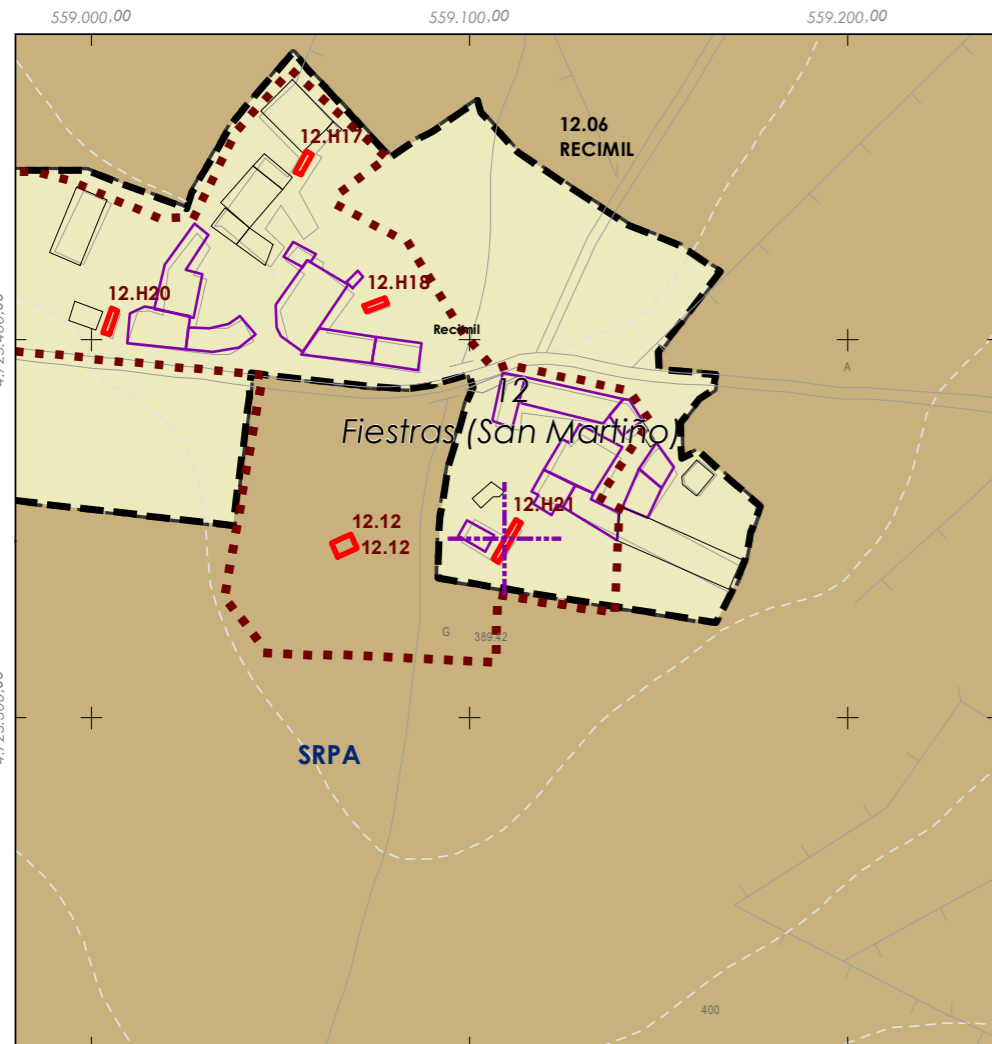 559.000,00
559.100,00
559.200,00
12.06
RECIMIL
12.H17
12.H18
12.H20
Recimil
A
12
Fiestras (San Martiño)
12.H21
12.12
12.12
G
389.42
SRPA
400